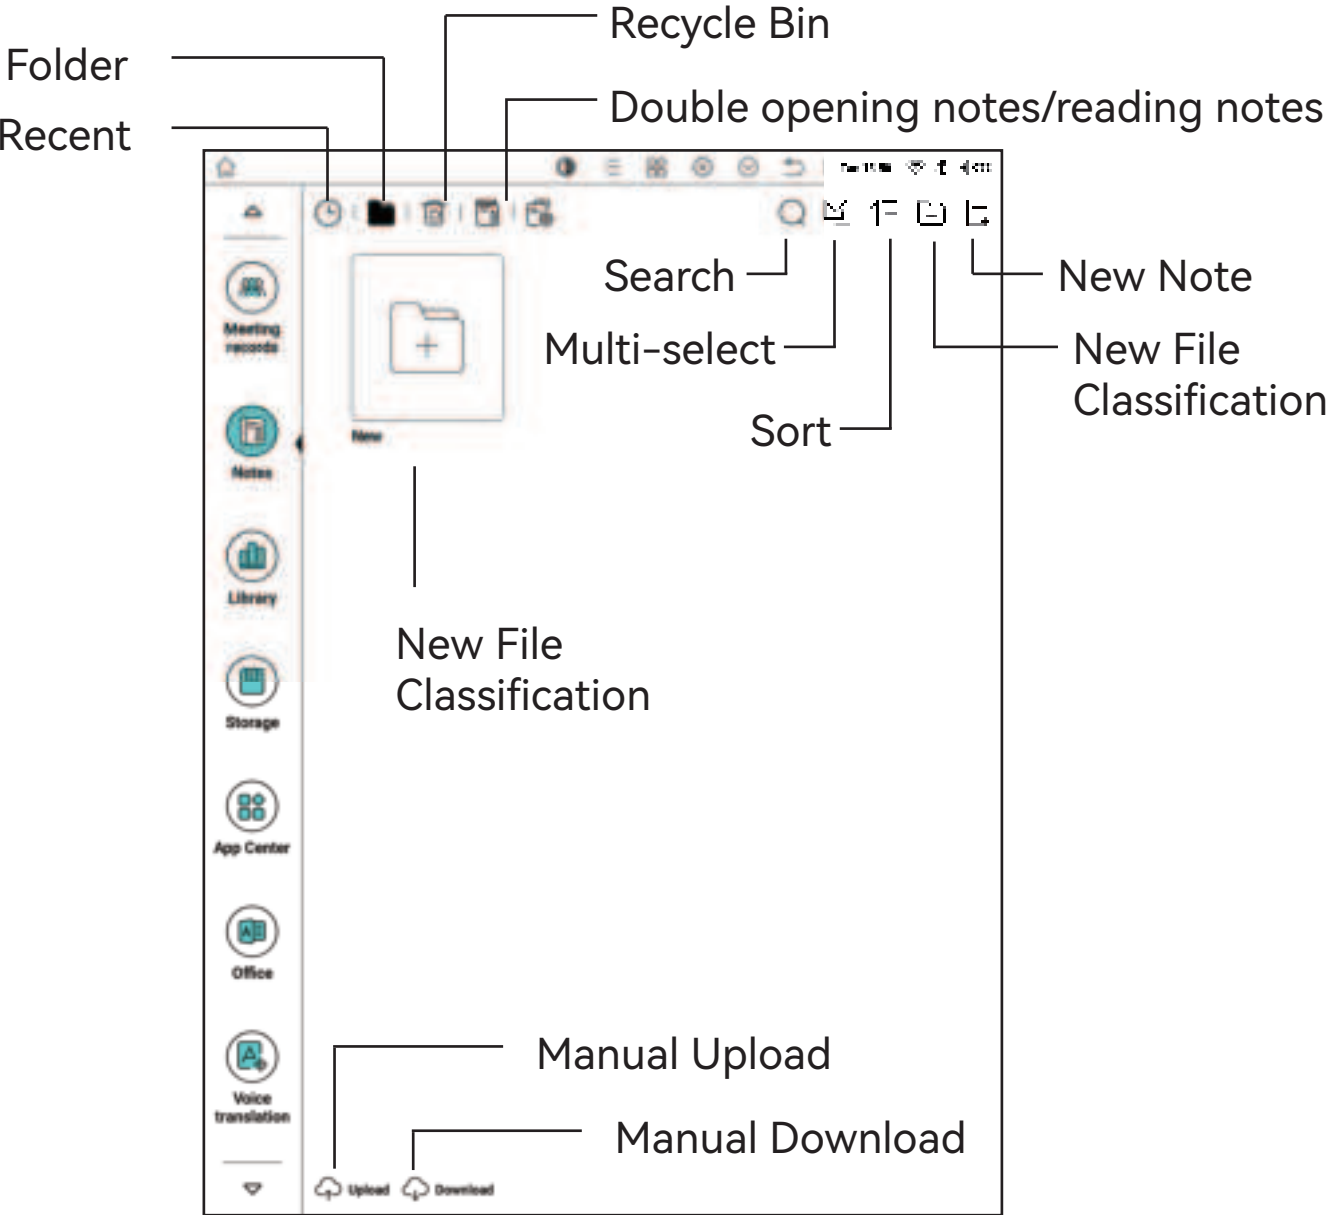 Recycle Bin
Folder
Double opening notes/reading notes
Recent
Search
New Note
Multi-select
New File
Classification
Sort
Meeting
records
New
Notes
Library
New File
Classification
Storage
App Center
Office
Manual Upload
Voice
translation
Manual Download
Upload
Download